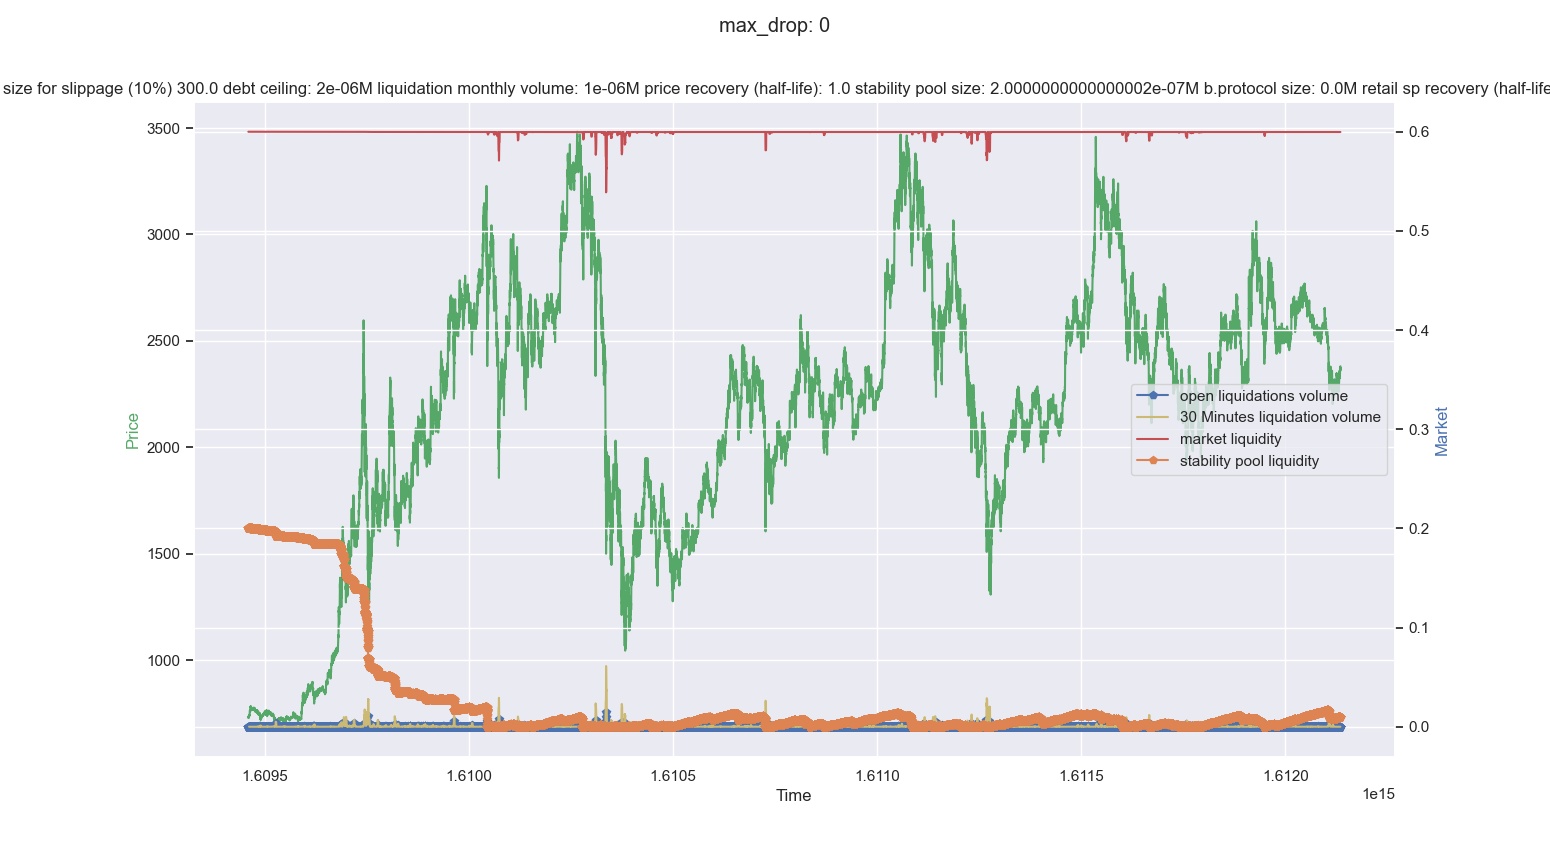 max_drop: 0
size for slippage (10%) 300.0 debt ceiling: 2e-06M liquidation monthly volume: 1e-06M price recovery (half-life): 1.0 stability pool size: 2.0000000000000002e-07M b.protocol size: 0.0M retail sp recovery (half-life
3500
3000
2500
2000
1500
1000
Price
0.6
0.5
0.4
0.3
0.2
0.1
0.0
Market
open liquidations volume
30 Minutes liquidation volume
market liquidity
stability pool liquidity
1.6095 1.6100 1.6105 1.6110 1.6115 1.6120
Time
1e15